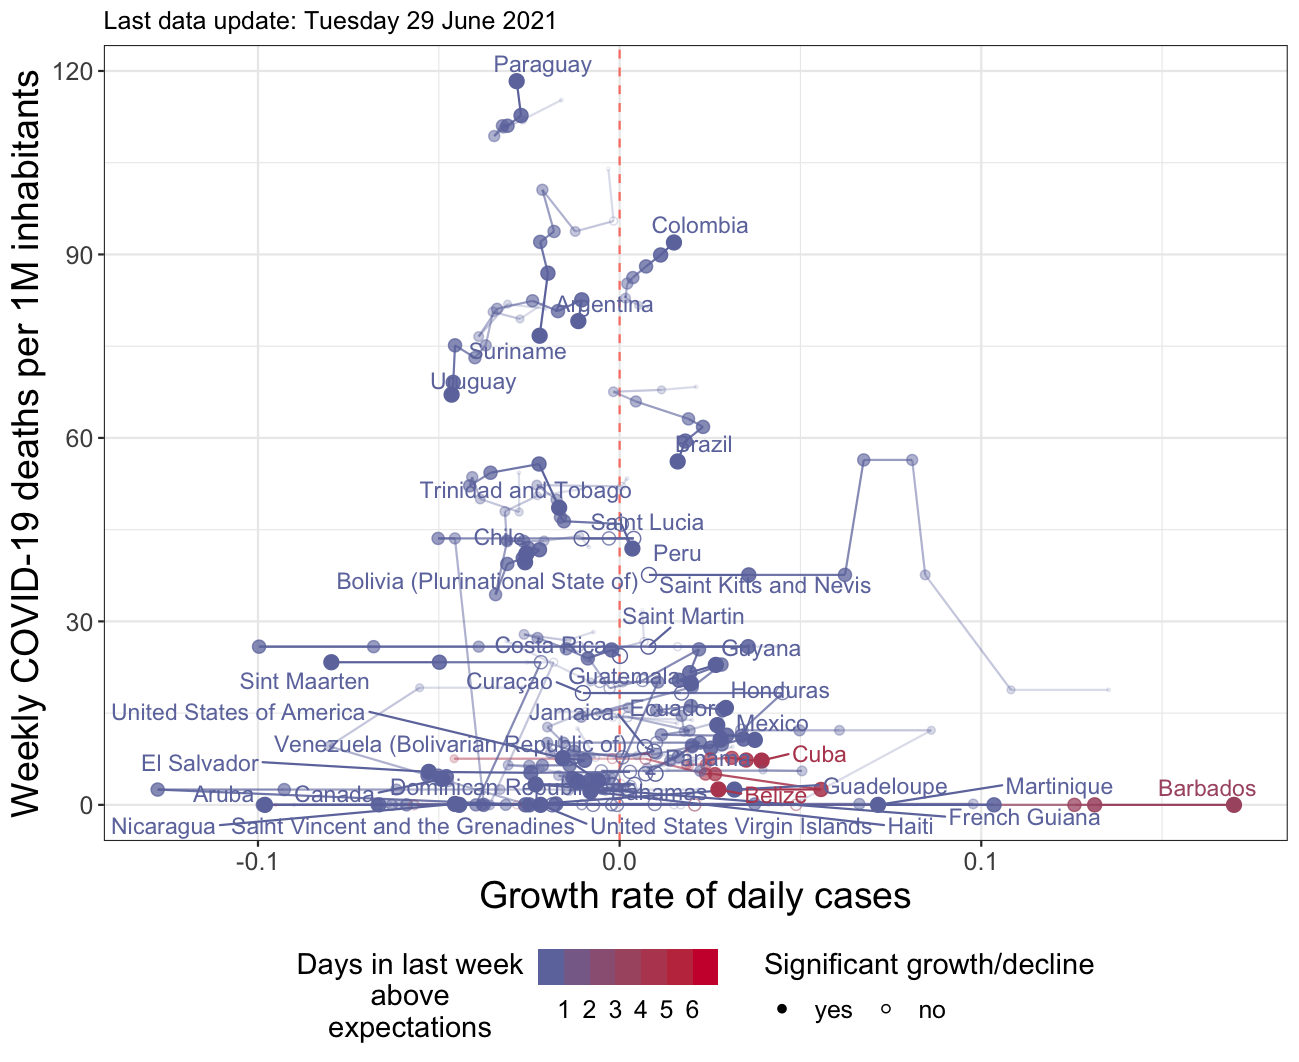 Last data update: Tuesday 29 June 2021
Weekly COVID-19 deaths per 1M inhabitants
120
90
60
30
0
Paraguay
Colombia
Argentina
Suriname
Uruguay
Brazil
Trinidad and Tobago
Saint Lucia
Chile
Peru
Bolivia (Plurinational State of)
Saint Kitts and Nevis
Saint Martin
Costa Rica
Guyana
Sint Maarten
Curaçao
Guatemala
Honduras
United States of America
Jamaica
Ecuador
Mexico
Venezuela (Bolivarian Republic of)
Panama
Cuba
El Salvador
Aruba
Canada
Dominican Republic
Bahamas
Belize
Guadeloupe
Martinique
Barbados
Nicaragua
Saint Vincent and the Grenadines
United States Virgin Islands
Haiti
French Guiana
-0.1
0.0
0.1
Growth rate of daily cases
Days in last week
above
expectations
1 2 3 4 5 6
Significant growth/decline
yes
no